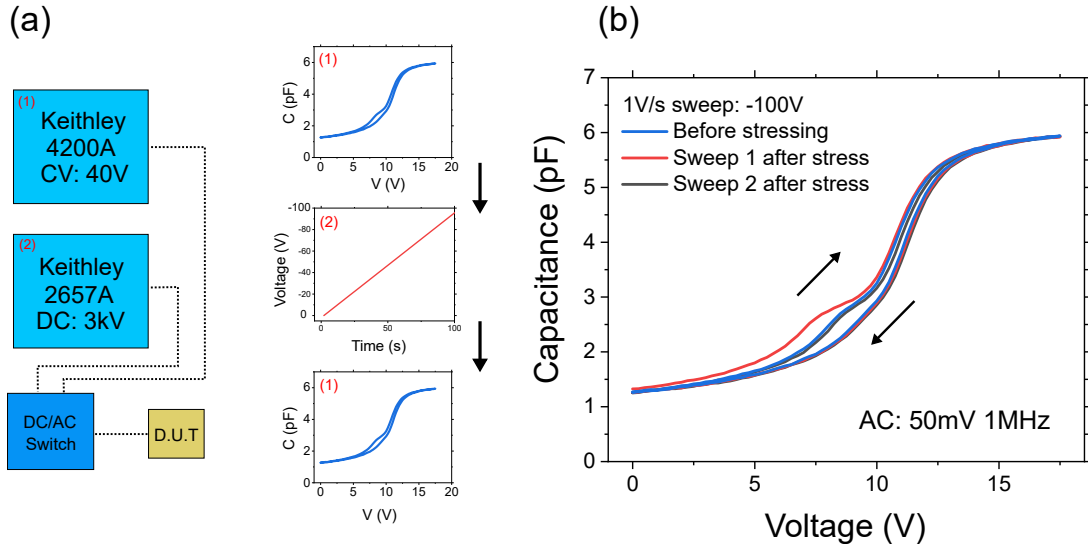 (a)
(1)
Keithley
4200A
CV: 40V
(2)
Keithley
2657A
DC: 3kV
DC/AC
Switch
D.U.T
(1)
C (pF)
6
4
2
0
0 5 10 15 20
V (V)
(2)
Voltage (V)
-100
-80
-60
-40
-20
0
0 50 100
Time (s)
(1)
C (pF)
6
4
2
0
0 5 10 15 20
V (V)
(b)
Capacitance (pF)
7
6
5
4
3
2
1
0
1V/s sweep: -100V
Before stressing
Sweep 1 after stress
Sweep 2 after stress
AC: 50mV 1MHz
0 5 10 15
Voltage (V)